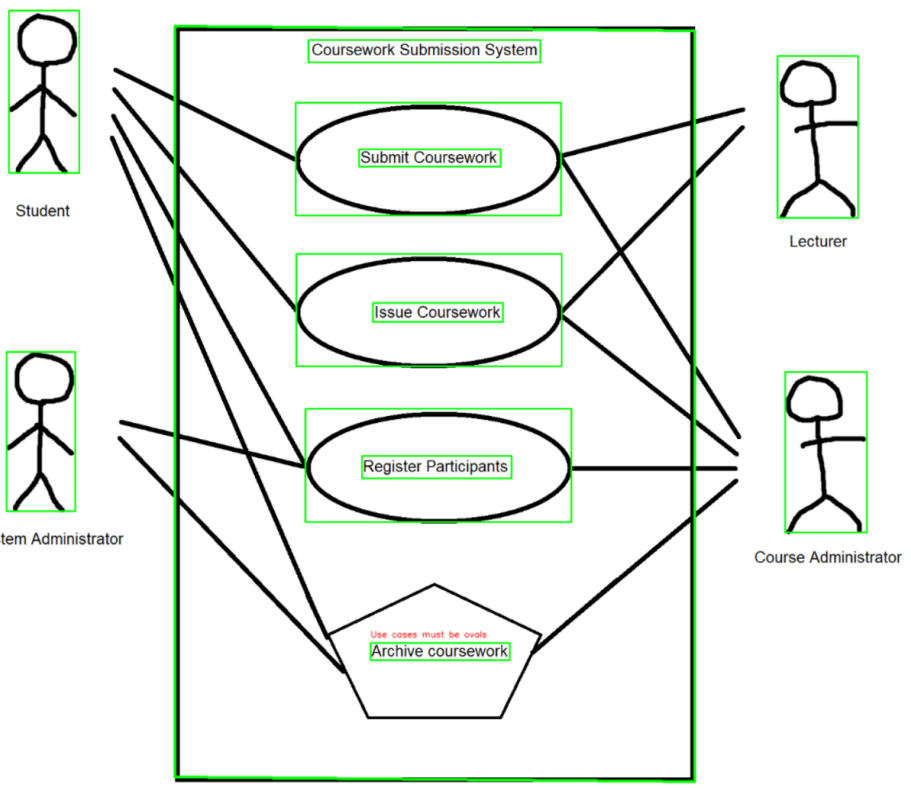 Coursework Submission System
Submit Coursework
Student
Lecturer
Issue Coursework
Register Participants
tem Administrator
Course Administrator
Use cases must be ovals
Archive coursework